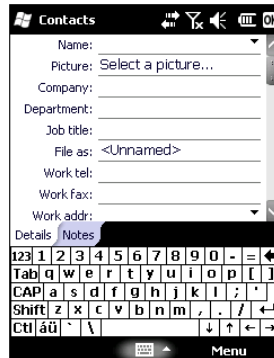 Contacts OK
Name:
Picture: Select a picture...
Company:
Department:
Job title:
File as: <Unnamed>
Work tel:
Work fax:
Work addr:
Details Notes
123 1 2 3 4 5 6 7 8 9 0 - =
Tab q w e r t y u i o p [ ]
CAP a s d f g h j k l ; '
Shift z x c v b n m , . /
Ctl áü ` \
Menu